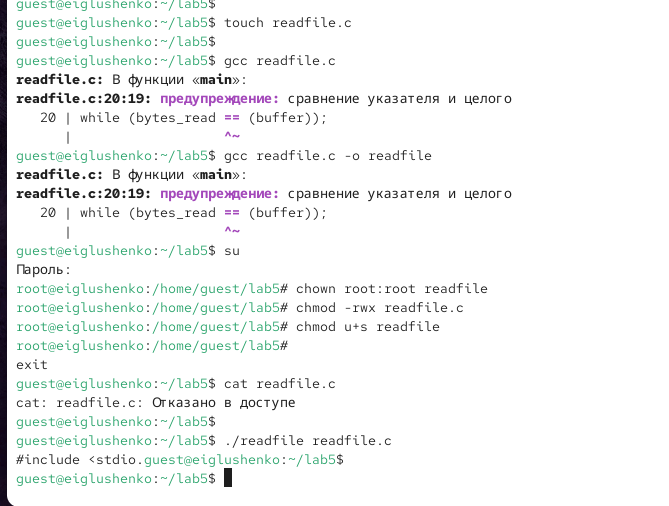 guest@eiglushenko:~/lab5$
guest@eiglushenko:~/lab5$ touch readfile.c
guest@eiglushenko:~/lab5$
guest@eiglushenko:~/lab5$ gcc readfile.c
readfile.c: В функции «main»:
readfile.c:20:19: предупреждение: сравнение указателя и целого
20 | while (bytes_read == (buffer));
| ^~
guest@eiglushenko:~/lab5$ gcc readfile.c -o readfile
readfile.c: В функции «main»:
readfile.c:20:19: предупреждение: сравнение указателя и целого
20 | while (bytes_read == (buffer));
| ^~
guest@eiglushenko:~/lab5$ su
Пароль:
root@eiglushenko:/home/guest/lab5# chown root:root readfile
root@eiglushenko:/home/guest/lab5# chmod -rwx readfile.c
root@eiglushenko:/home/guest/lab5# chmod u+s readfile
root@eiglushenko:/home/guest/lab5#
exit
guest@eiglushenko:~/lab5$ cat readfile.c
cat: readfile.c: Отказано в доступе
guest@eiglushenko:~/lab5$
guest@eiglushenko:~/lab5$ ./readfile readfile.c
#include <stdio.guest@eiglushenko:~/lab5$
guest@eiglushenko:~/lab5$